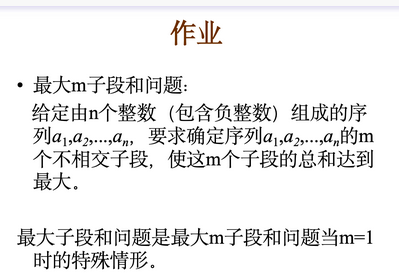 作业
• 最大m子段和问题：
给定由n个整数（包含负整数）组成的序
列a₁,a₂,...,aₙ，要求确定序列a₁,a₂,...,aₙ的m
个不相交子段，使这m个子段的总和达到
最大。
最大子段和问题是最大m子段和问题当m=1
时的特殊情形。